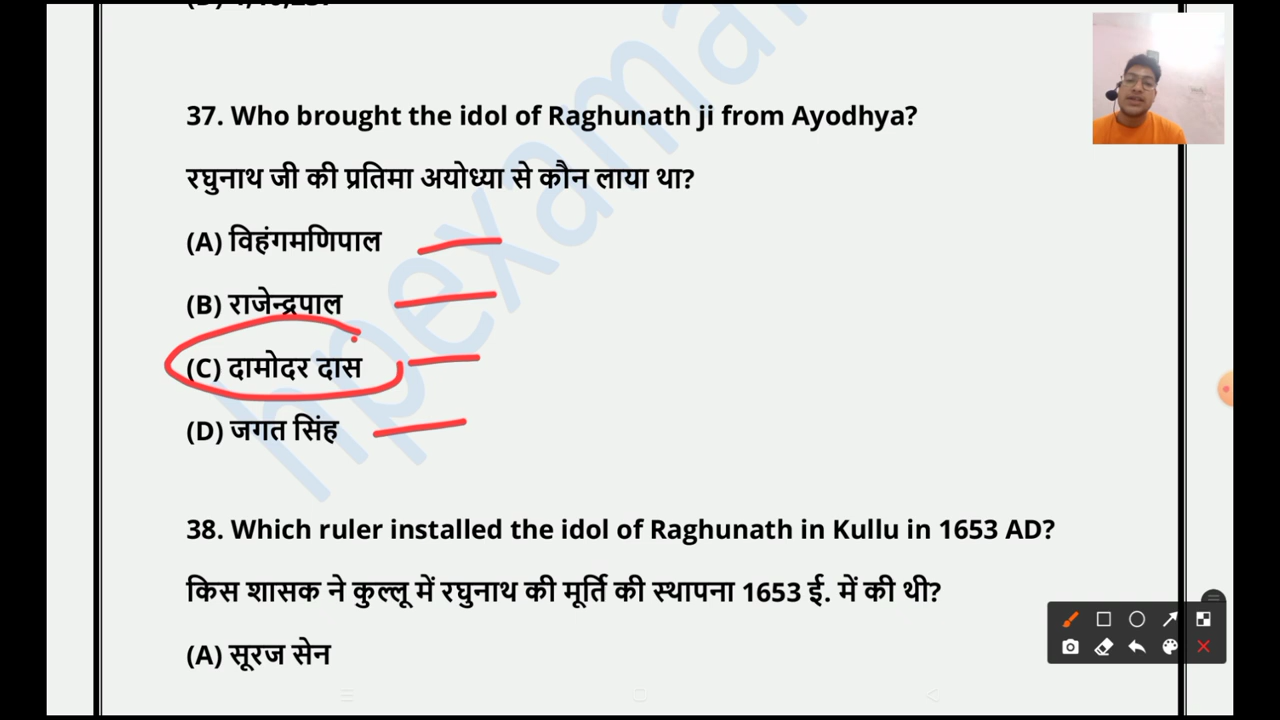 37. Who brought the idol of Raghunath ji from Ayodhya?
रघुनाथ जी की प्रतिमा अयोध्या से कौन लाया था?
(A) विहंगमणिपाल
(B) राजेन्द्रपाल
(C) दामोदर दास
(D) जगत सिंह
hpexama
38. Which ruler installed the idol of Raghunath in Kullu in 1653 AD?
किस शासक ने कुल्लू में रघुनाथ की मूर्ति की स्थापना 1653 ई. में की थी?
(A) सूरज सेन